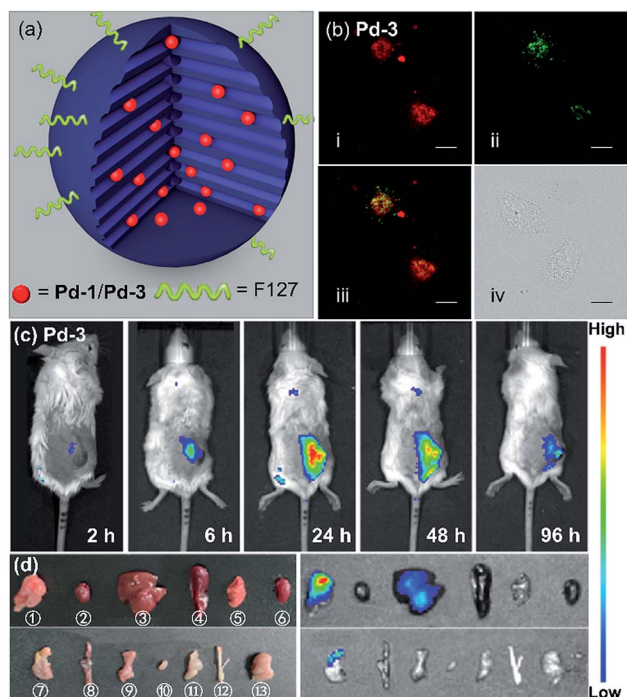 (a)
= Pd-1/Pd-3 = F127
(b) Pd-3
i
ii
iii
iv
(c) Pd-3
2 h
6 h
24 h
48 h
96 h
High
Low
(d)
① ② ③ ④ ⑤ ⑥
⑦ ⑧ ⑨ ⑩ ⑪ ⑫ ⑬